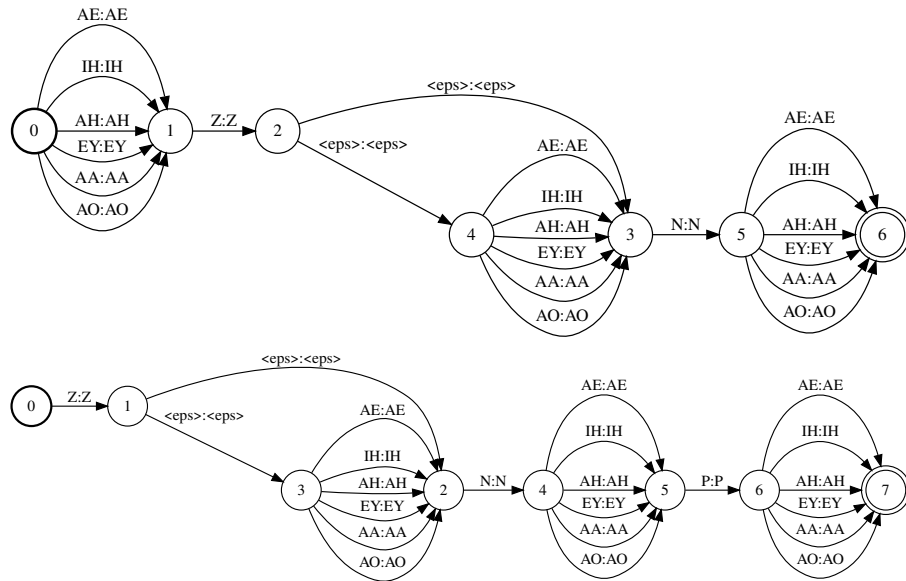 AE:AE
IH:IH
0
AH:AH
1
Z:Z
2
EY:EY
AA:AA
AO:AO
<eps>:<eps>
<eps>:<eps>
AE:AE
IH:IH
4
AH:AH
3
N:N
5
EY:EY
AA:AA
AO:AO
AE:AE
IH:IH
AH:AH
6
EY:EY
AA:AA
AO:AO
0
Z:Z
1
<eps>:<eps>
<eps>:<eps>
AE:AE
IH:IH
3
AH:AH
2
N:N
4
EY:EY
AA:AA
AO:AO
AE:AE
IH:IH
AH:AH
5
P:P
6
EY:EY
AA:AA
AO:AO
AE:AE
IH:IH
AH:AH
7
EY:EY
AA:AA
AO:AO